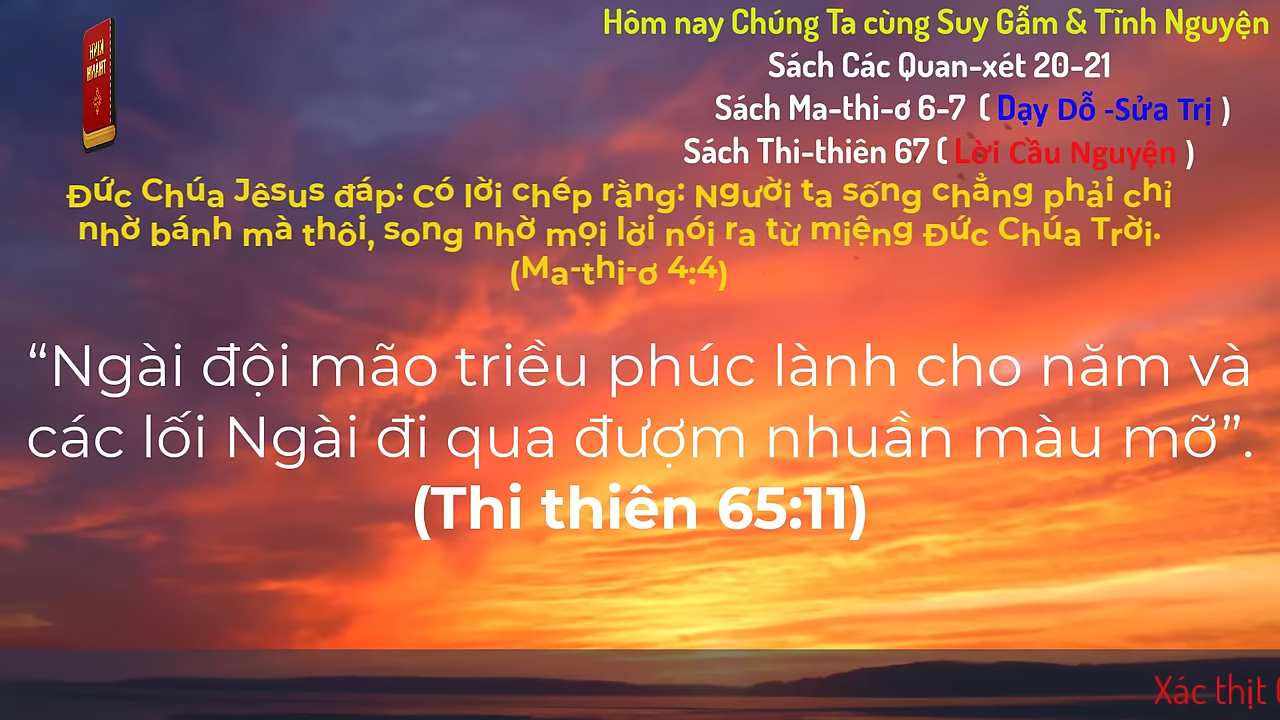 Hôm nay Chúng Ta cùng Suy Gẫm & Tĩnh Nguyện
Sách Các Quan-xét 20-21
Sách Ma-thi-ơ 6-7 ( Dạy Dỗ -Sửa Trị )
Sách Thi-thiên 67 ( Lời Cầu Nguyện )
KINH
THÁNH
Đức Chúa Jêsus đáp: Có lời chép rằng: Người ta sống chẳng phải chỉ
nhờ bánh mà thôi, song nhờ mọi lời nói ra từ miệng Đức Chúa Trời.
(Ma-thi-ơ 4:4)
“Ngài đội mão triều phúc lành cho năm và
các lối Ngài đi qua đượm nhuần màu mỡ”.
(Thi thiên 65:11)
Xác thịt